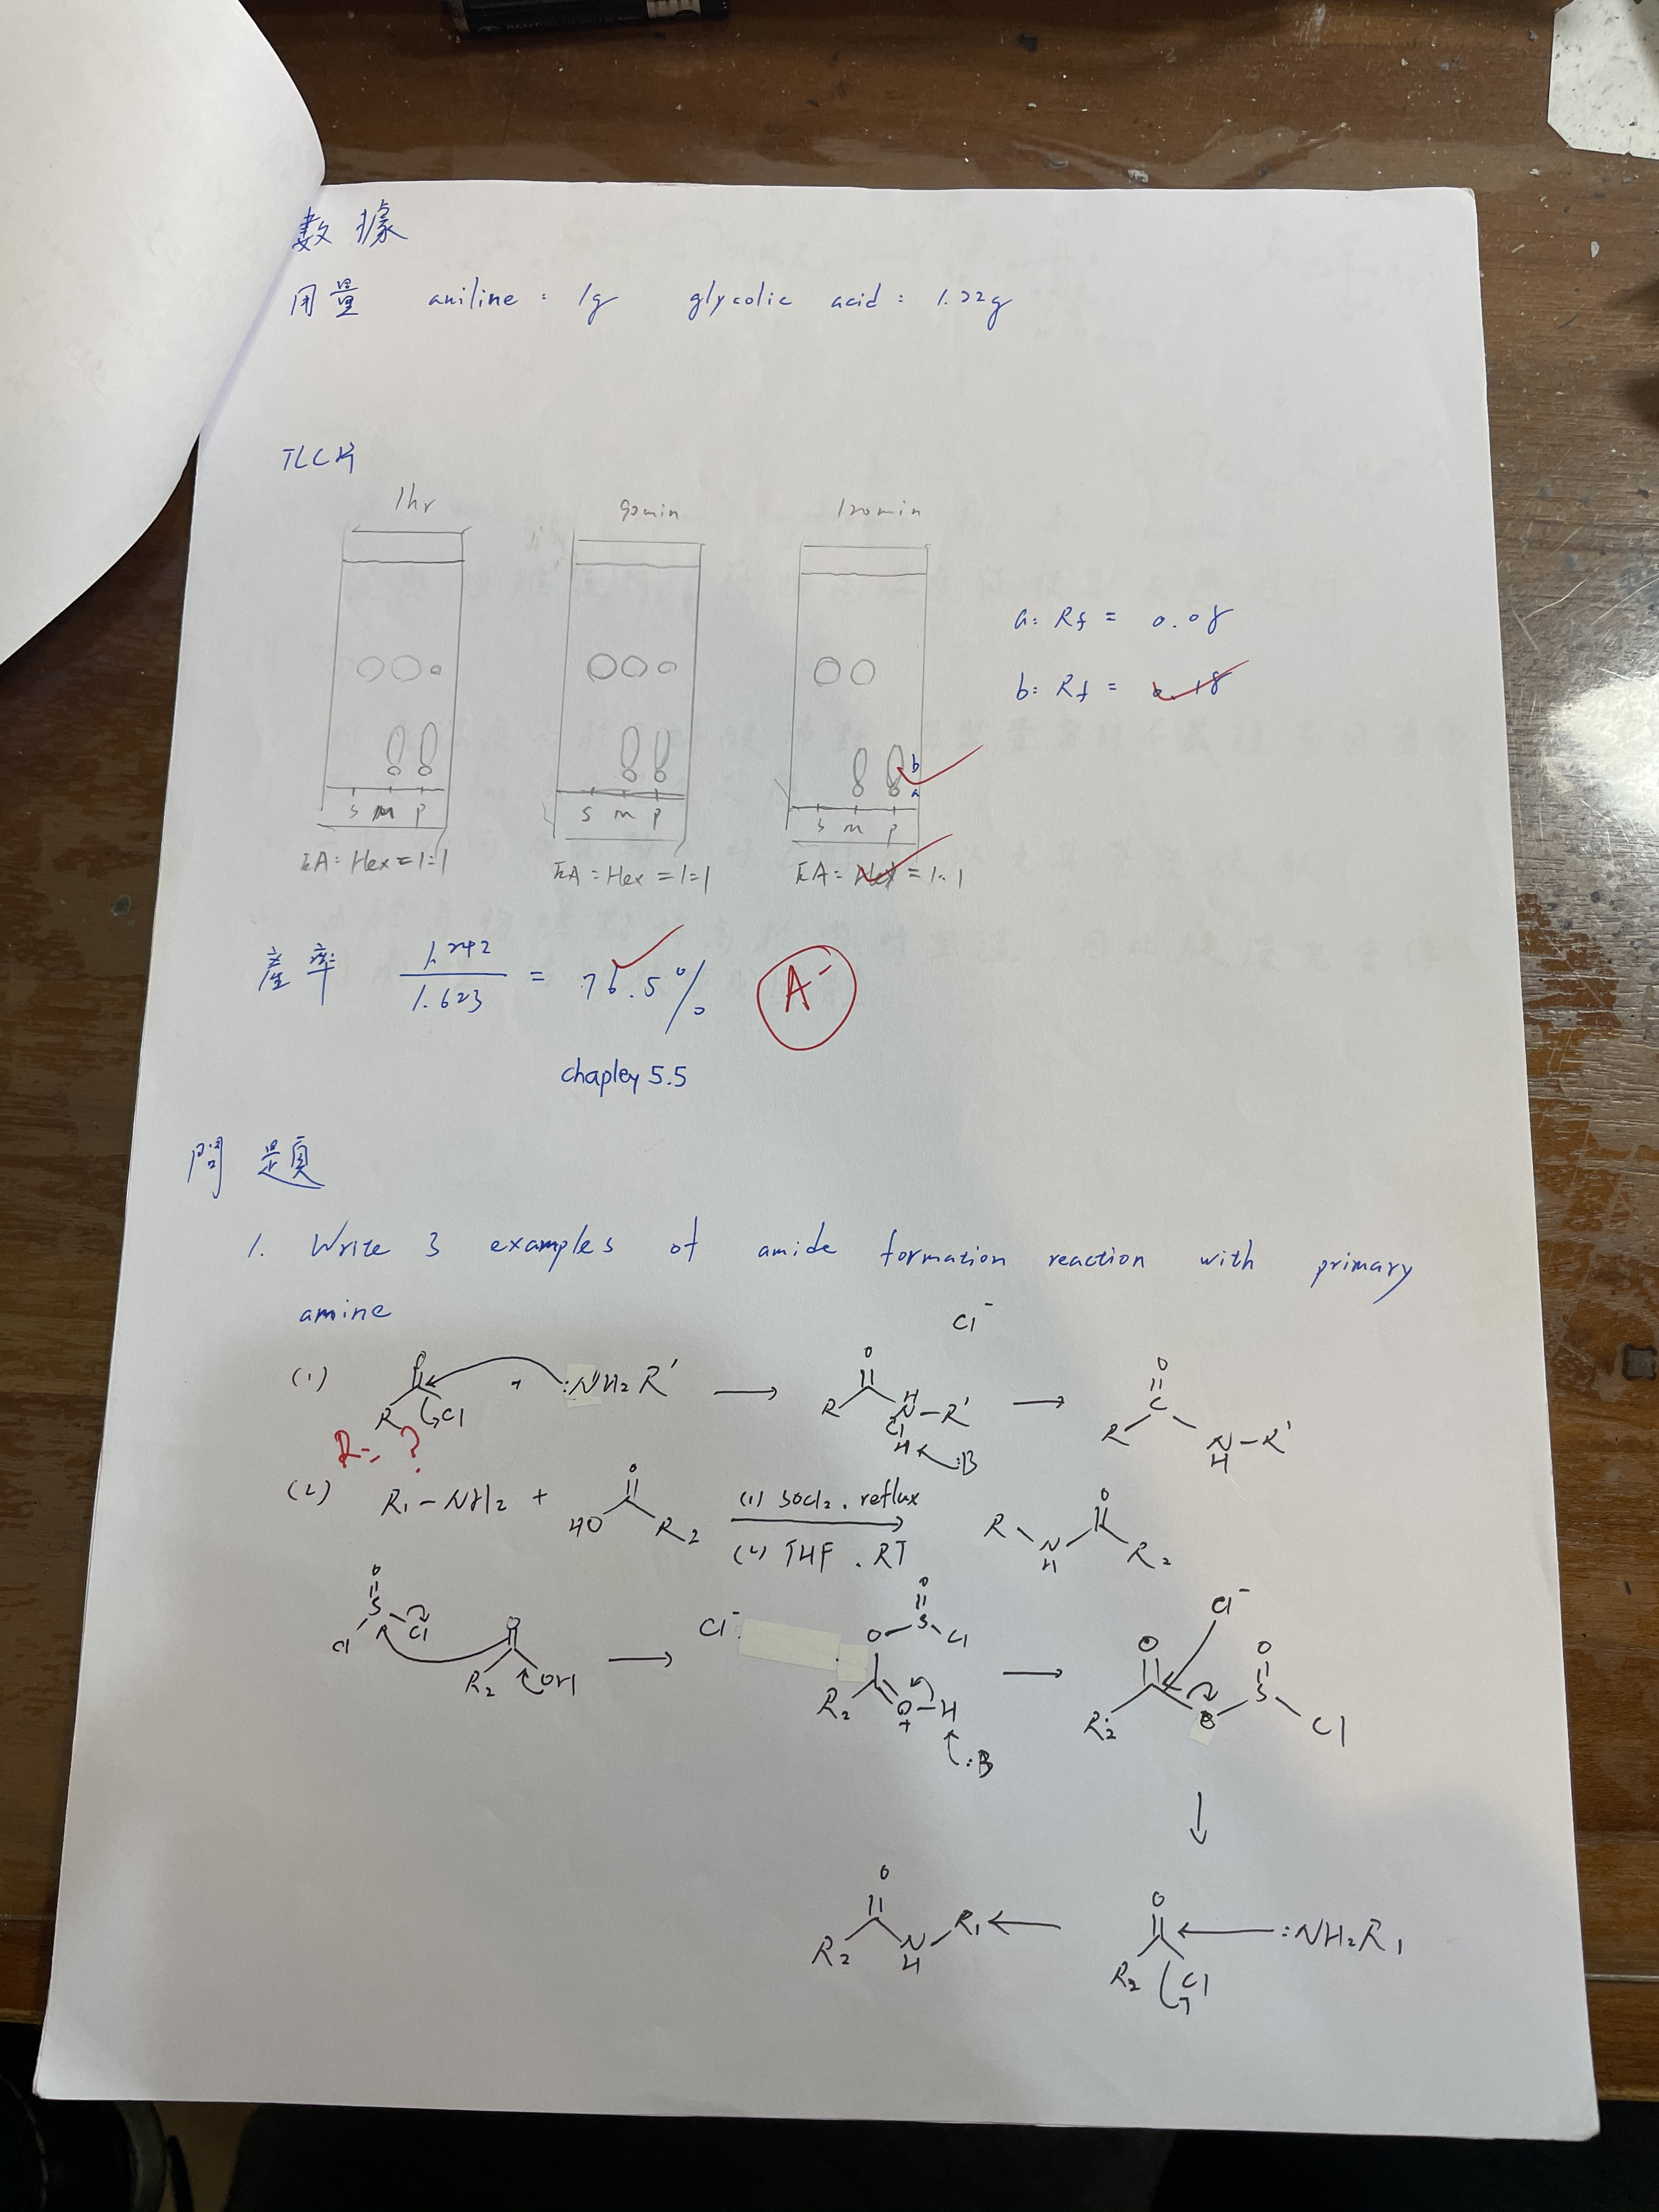 數據
用量 aniline : 1g glycolic acid : 1.22g
TLC片
1hr 90min 120min
a: Rf = 0.08
b: Rf = 0.18
b
a
S M P S m P S m P
EA: Hex = 1:1 EA: Hex = 1:1 EA: Hex = 1:1
產率 1.242 / 1.623 = 76.5%
A-
chapley 5.5
問題
1. Write 3 examples of amide formation reaction with primary
amine
Cl-
(1) R Cl + :NH2R' → O R H N-R' Cl H :B → O C R N-R' H
R= ?
(2) R1-NH2 + O HO R2 (1) SOCl2. reflux (2) THF. RT R N H O R2
O S Cl Cl O R2 OH → Cl- O S Cl O R2 O-H + :B → Cl- O R2 O O S Cl
↓
O R2 N H R1 ← O R2 Cl ← :NH2R1